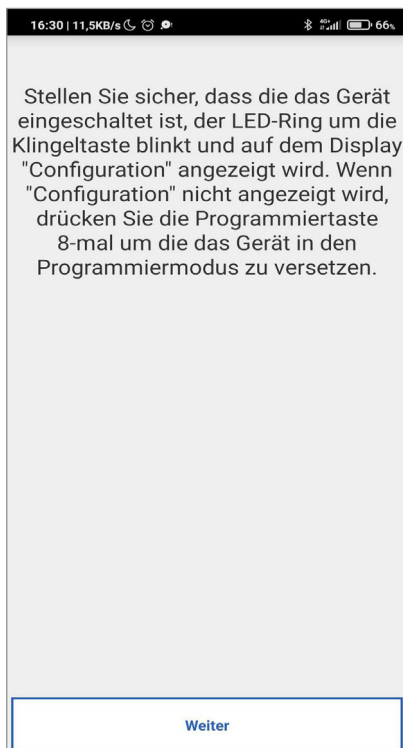 16:30 | 11,5KB/s
4G+ 66%
Stellen Sie sicher, dass die das Gerät
eingeschaltet ist, der LED-Ring um die
Klingeltaste blinkt und auf dem Display
"Configuration" angezeigt wird. Wenn
"Configuration" nicht angezeigt wird,
drücken Sie die Programmiertaste
8-mal um die das Gerät in den
Programmiermodus zu versetzen.
Weiter